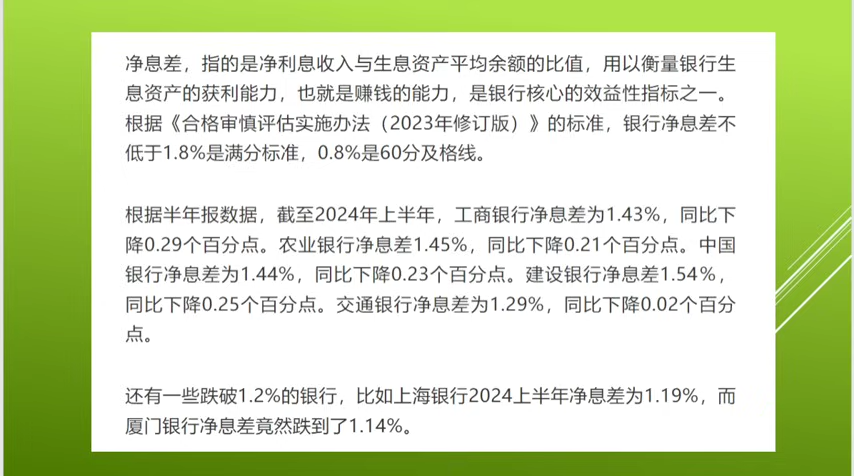 净息差，指的是净利息收入与生息资产平均余额的比值，用以衡量银行生
息资产的获利能力，也就是赚钱的能力，是银行核心的效益性指标之一。
根据《合格审慎评估实施办法（2023年修订版）》的标准，银行净息差不
低于1.8%是满分标准，0.8%是60分及格线。
根据半年报数据，截至2024年上半年，工商银行净息差为1.43%，同比下
降0.29个百分点。农业银行净息差1.45%，同比下降0.21个百分点。中国
银行净息差为1.44%，同比下降0.23个百分点。建设银行净息差1.54%，
同比下降0.25个百分点。交通银行净息差为1.29%，同比下降0.02个百分
点。
还有一些跌破1.2%的银行，比如上海银行2024上半年净息差为1.19%，而
厦门银行净息差竟然跌到了1.14%。